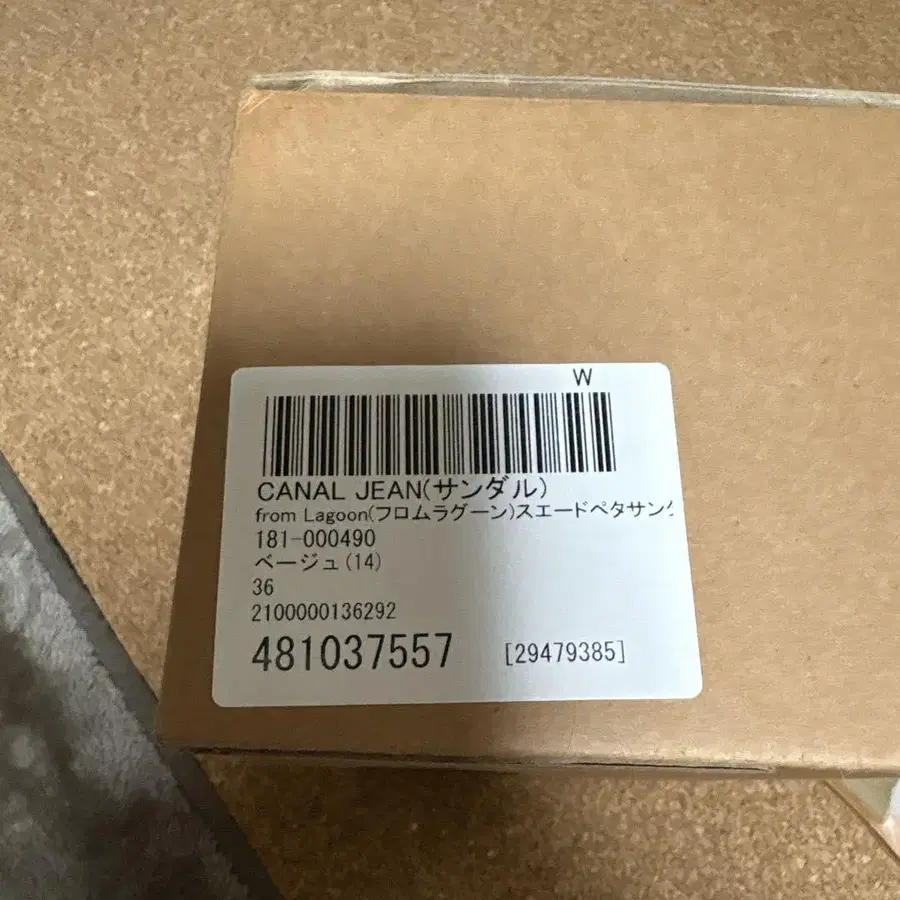 W
CANAL JEAN(サンダル)
from Lagoon(フロムラグーン)スエードペタサン
181-000490
ベージュ(14)
36
2100000136292
481037557 [29479385]